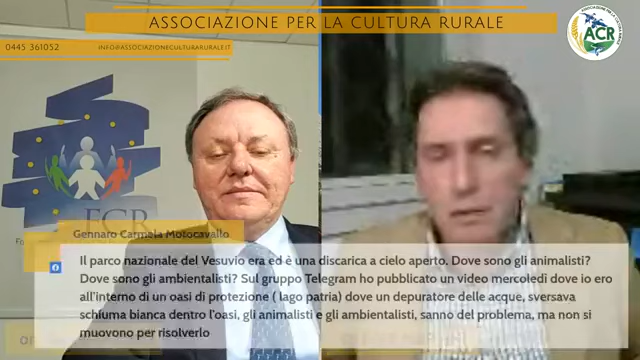 ASSOCIAZIONE PER LA CULTURA RURALE
0445 361052
INFO@ASSOCIAZIONECULTURARURALE.IT
ACR
Gennaro Carmela Motocavallo
Il parco nazionale del Vesuvio era ed è una discarica a cielo aperto. Dove sono gli animalisti?
Dove sono gli ambientalisti? Sul gruppo Telegram ho pubblicato un video mercoledì dove io ero
all'interno di un oasi di protezione ( lago patria) dove un depuratore delle acque, sversava
schiuma bianca dentro l'oasi, gli animalisti e gli ambientalisti, sanno del problema, ma non si
muovono per risolverlo